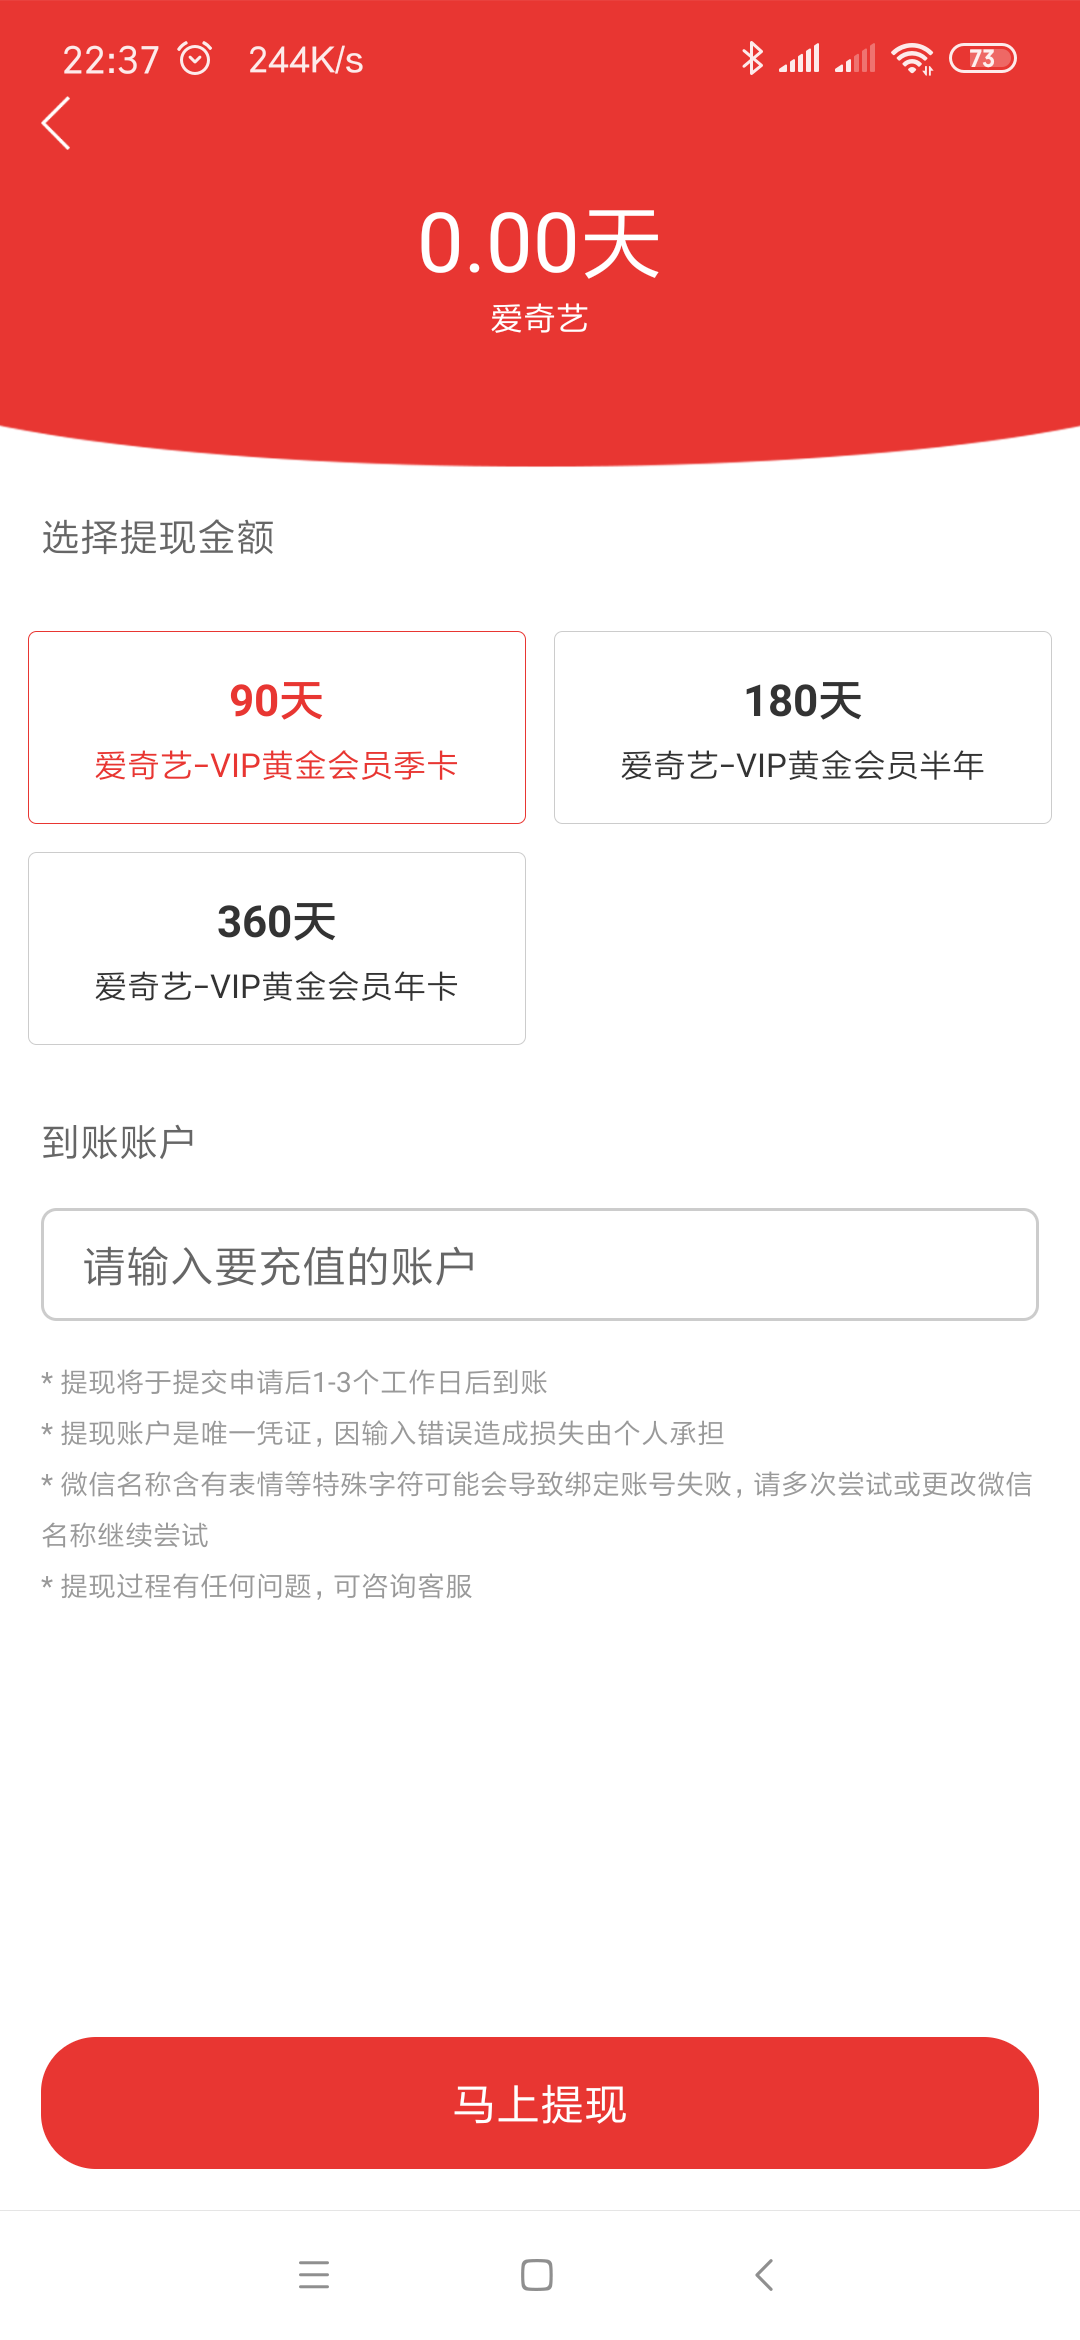 22:37 244K/s 73
0.00天
爱奇艺
选择提现金额
90天
爱奇艺-VIP黄金会员季卡
180天
爱奇艺-VIP黄金会员半年
360天
爱奇艺-VIP黄金会员年卡
到账账户
请输入要充值的账户
* 提现将于提交申请后1-3个工作日后到账
* 提现账户是唯一凭证，因输入错误造成损失由个人承担
* 微信名称含有表情等特殊字符可能会导致绑定账号失败，请多次尝试或更改微信
名称继续尝试
* 提现过程有任何问题，可咨询客服
马上提现